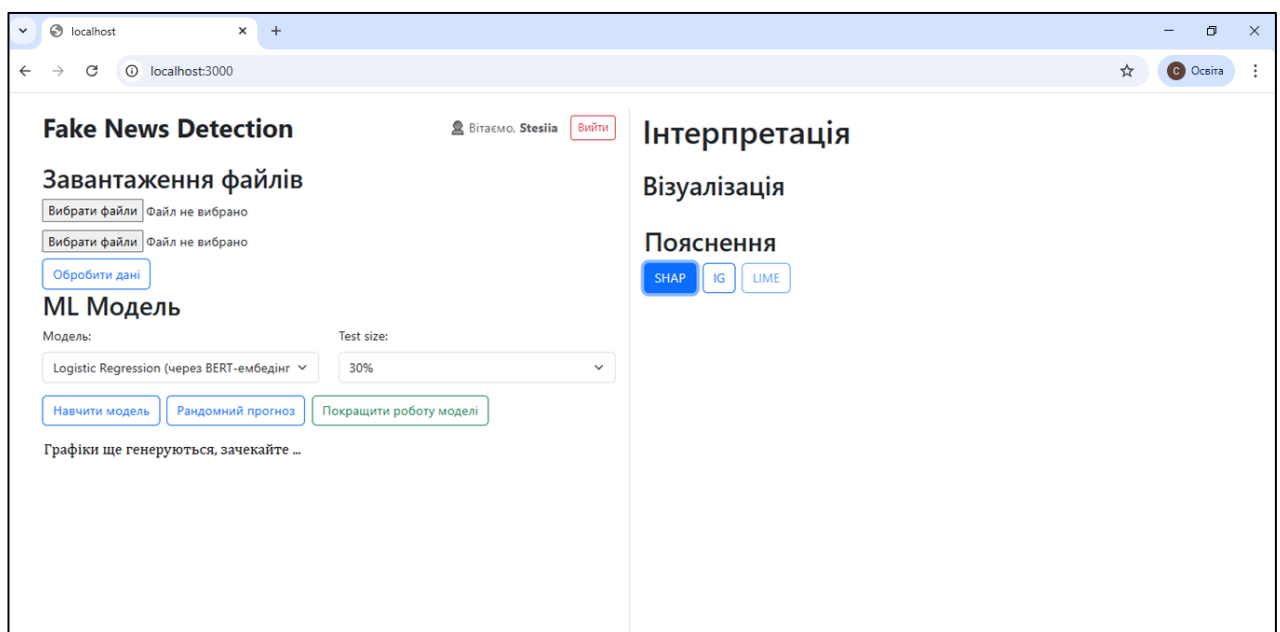 localhost
localhost:3000
С Освіта
Fake News Detection
Вітаємо, Stesiia Вийти
Завантаження файлів
Вибрати файли Файл не вибрано
Вибрати файли Файл не вибрано
Обробити дані
ML Модель
Модель: Test size:
Logistic Regression (через BERT-ембедінг 30%
Навчити модель Рандомний прогноз Покращити роботу моделі
Графіки ще генеруються, зачекайте ...
Інтерпретація
Візуалізація
Пояснення
SHAP IG LIME